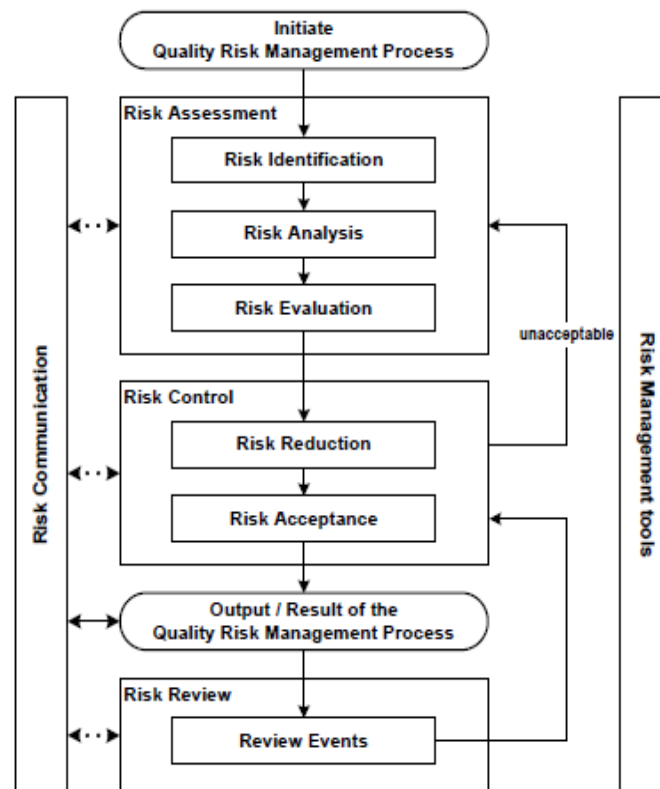 Initiate
Quality Risk Management Process
Risk Assessment
Risk Identification
Risk Analysis
Risk Evaluation
unacceptable
Risk Control
Risk Reduction
Risk Acceptance
Output / Result of the
Quality Risk Management Process
Risk Review
Review Events
Risk Communication
Risk Management tools